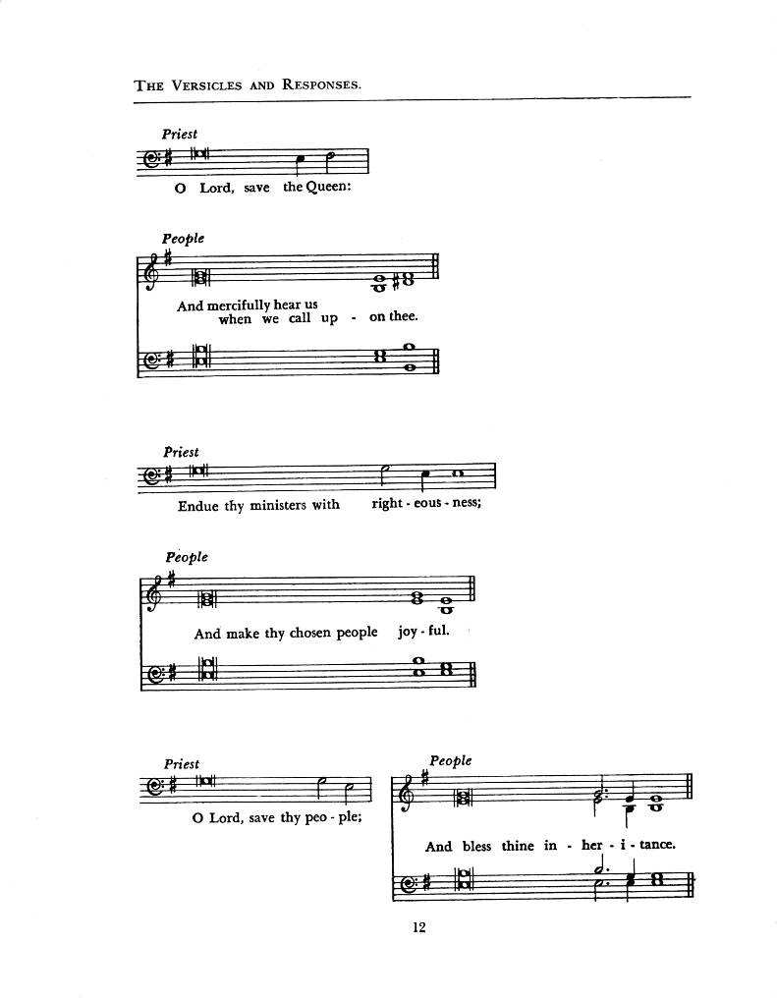 THE VERSICLES AND RESPONSES.
Priest
O Lord, save the Queen:
People
And mercifully hear us
when we call up - on thee.
Priest
Endue thy ministers with right - eous - ness;
People
And make thy chosen people joy - ful.
Priest
O Lord, save thy peo - ple;
People
And bless thine in - her - i - tance.
12